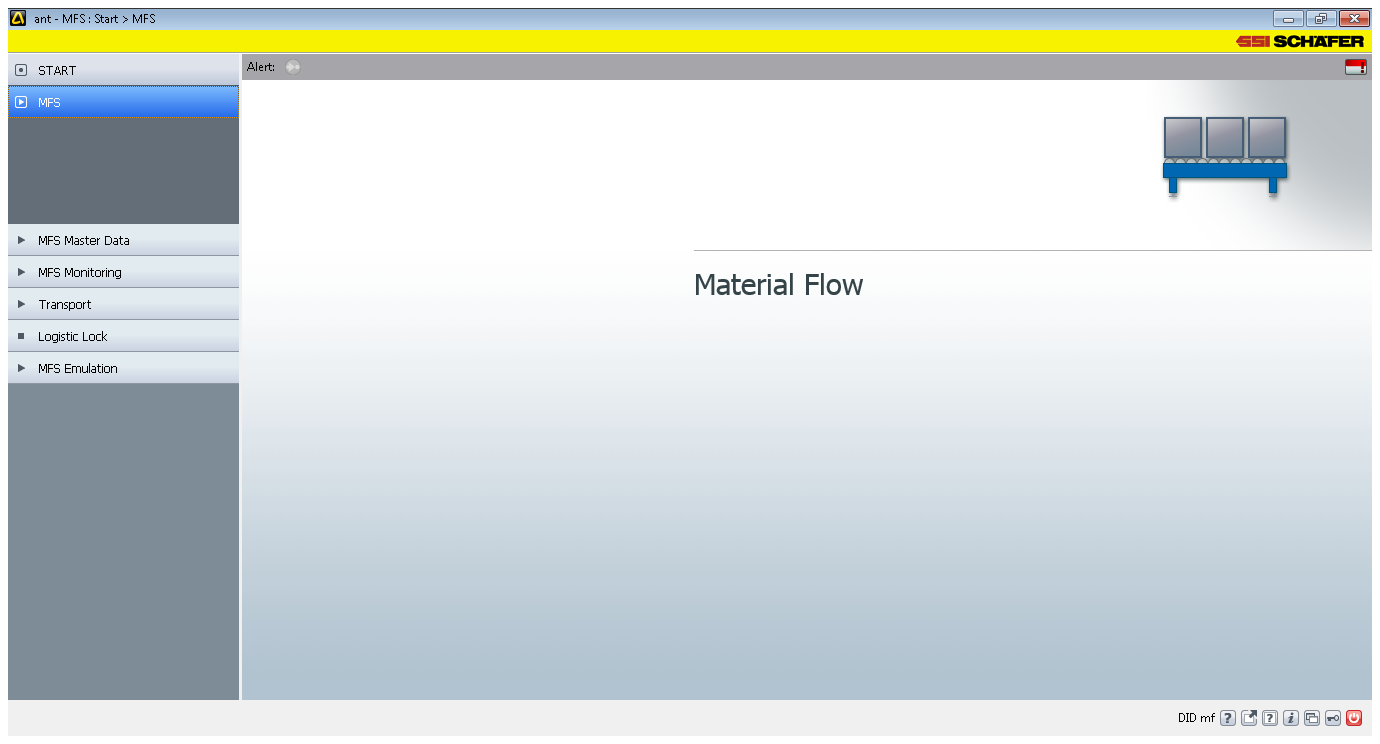 ant - MFS : Start > MFS
SSI SCHÄFER
START
Alert:
MFS
MFS Master Data
MFS Monitoring
Transport
Logistic Lock
MFS Emulation
Material Flow
DID mf